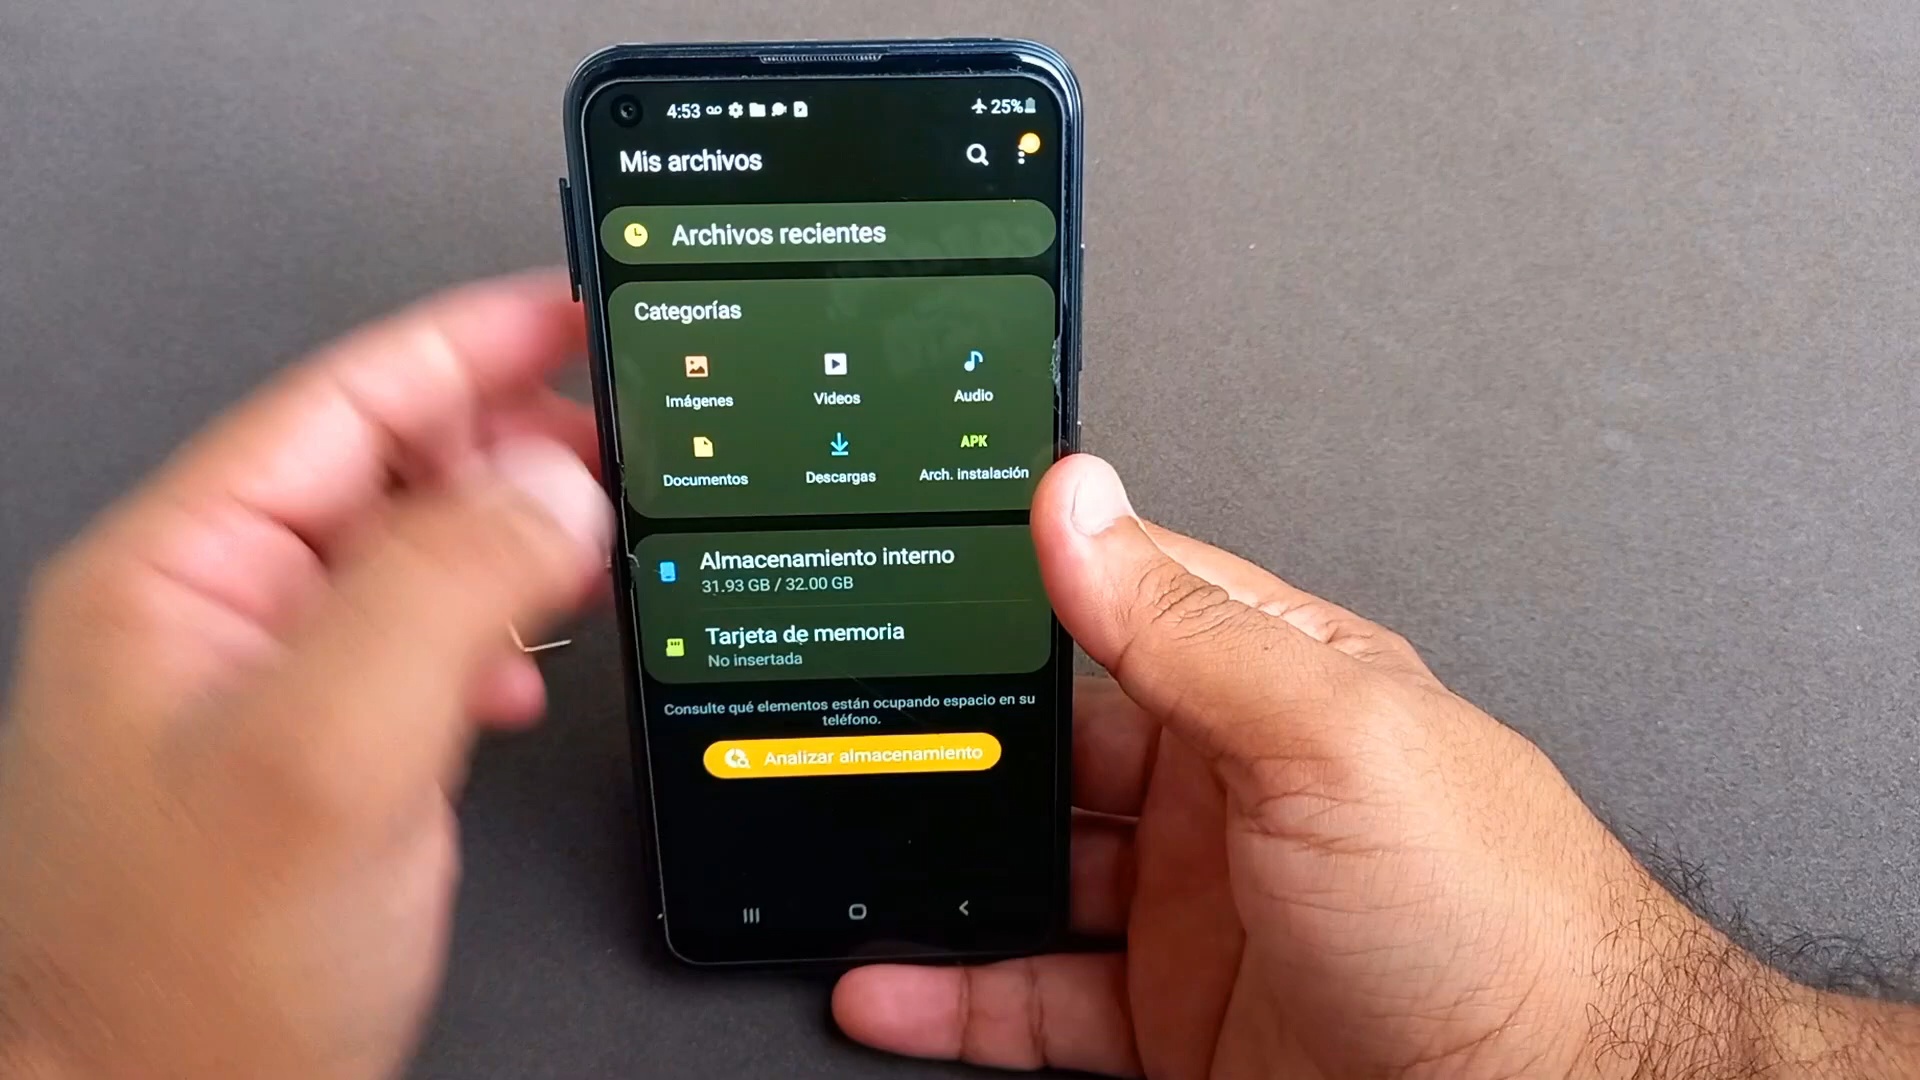 4:53
25%
Mis archivos
Archivos recientes
Categorías
Imágenes
Videos
Audio
APK
Documentos
Descargas
Arch. instalación
Almacenamiento interno
31.93 GB / 32.00 GB
Tarjeta de memoria
No insertada
Consulte qué elementos están ocupando espacio en su
teléfono.
Analizar almacenamiento